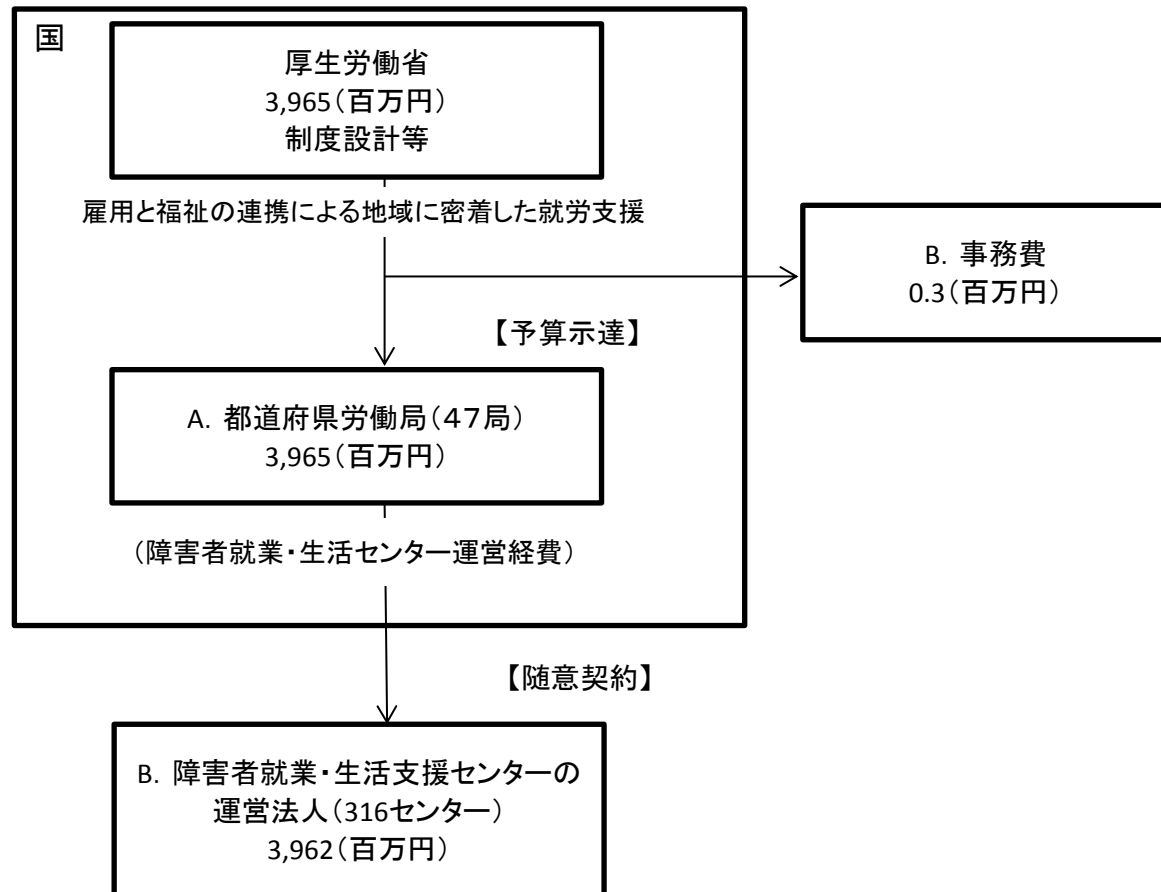 国
厚生労働省
3,965(百万円)
制度設計等
雇用と福祉の連携による地域に密着した就労支援
B. 事務費
0.3(百万円)
【予算示達】
A. 都道府県労働局(47局)
3,965(百万円)
(障害者就業・生活センター運営経費)
【随意契約】
B. 障害者就業・生活支援センターの
運営法人(316センター)
3,962(百万円)